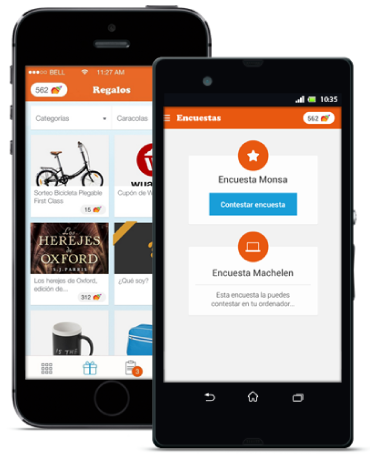 BELL 11:27 AM
562 Regalos
Categorías Caracolas
Sorteo Bicicleta Plegable
First Class
15
Cupón de W
Los
HEREJES
de
OXFORD
S.J. PARRIS
Los herejes de Oxford,
edición de...
312
?
¿Qué soy?
IS THE
3
10:35
Encuestas 562
Encuesta Monsa
Contestar encuesta
Encuesta Machelen
Esta encuesta la puedes
contestar en tu ordenador...